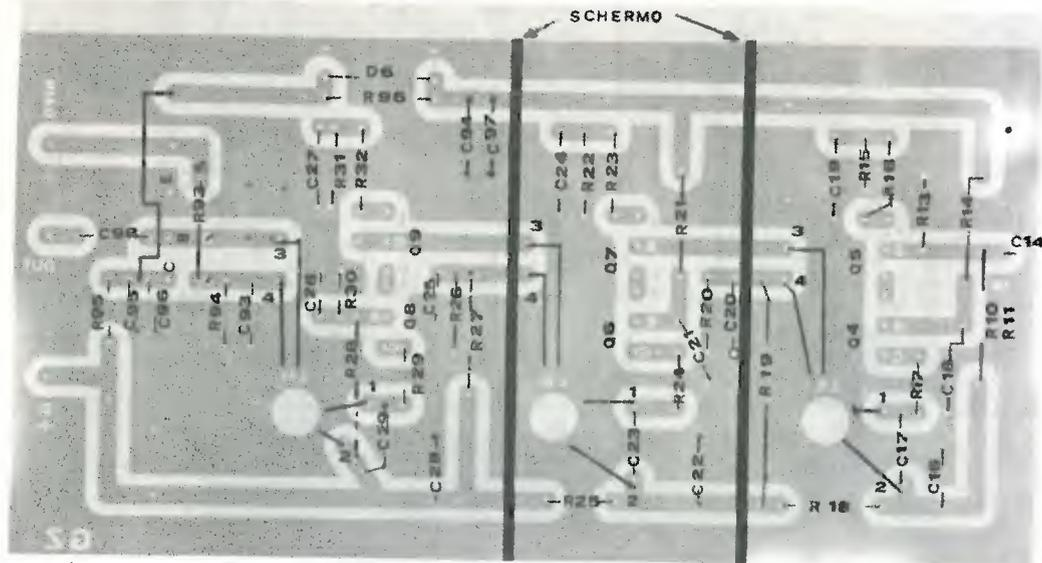 SCHERMO
D6
R96
C94
C97
C27
R31
R32
C24
R22
R23
R21
C19
R15
R16
R13
R14
C14
E
R93
C98
B
C
3
4
Q9
3
4
Q7
3
4
Q5
R95
C95
C96
R94
C93
C26
R30
Q8
C25
R26
R27
Q6
C21
R20
C20
R19
Q4
R10
R11
R28
R29
R24
R17
C18
1
2
C29
C28
1
C23
2
C22
R25
1
C17
2
C16
R18